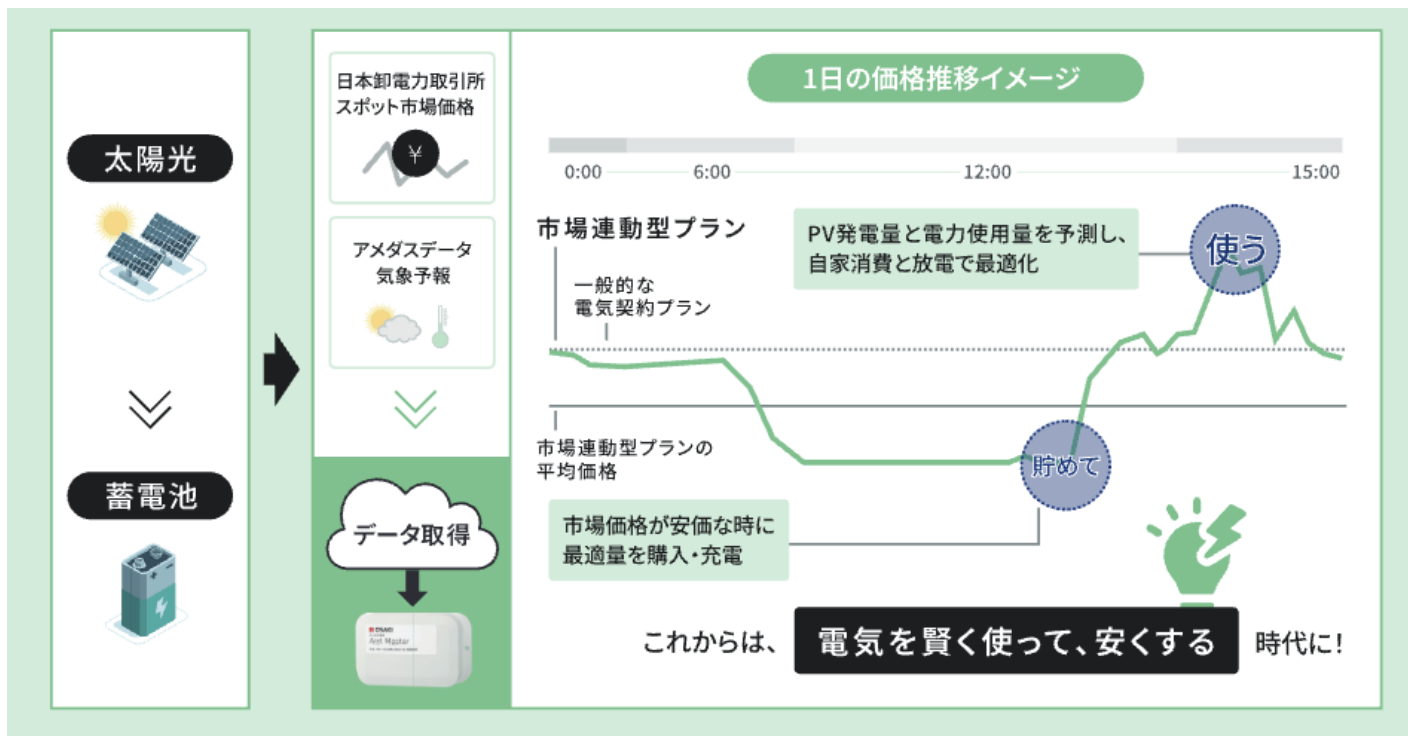 太陽光
蓄電池
日本卸電力取引所
スポット市場価格
¥
アメダスデータ
気象予報
データ取得
OSAKI
1日の価格推移イメージ
0:00
6:00
12:00
15:00
市場連動型プラン
一般的な
電気契約プラン
PV発電量と電力使用量を予測し、
自家消費と放電で最適化
使う
市場連動型プランの
平均価格
貯めて
市場価格が安価な時に
最適量を購入・充電
これからは、 電気を賢く使って、安くする 時代に!